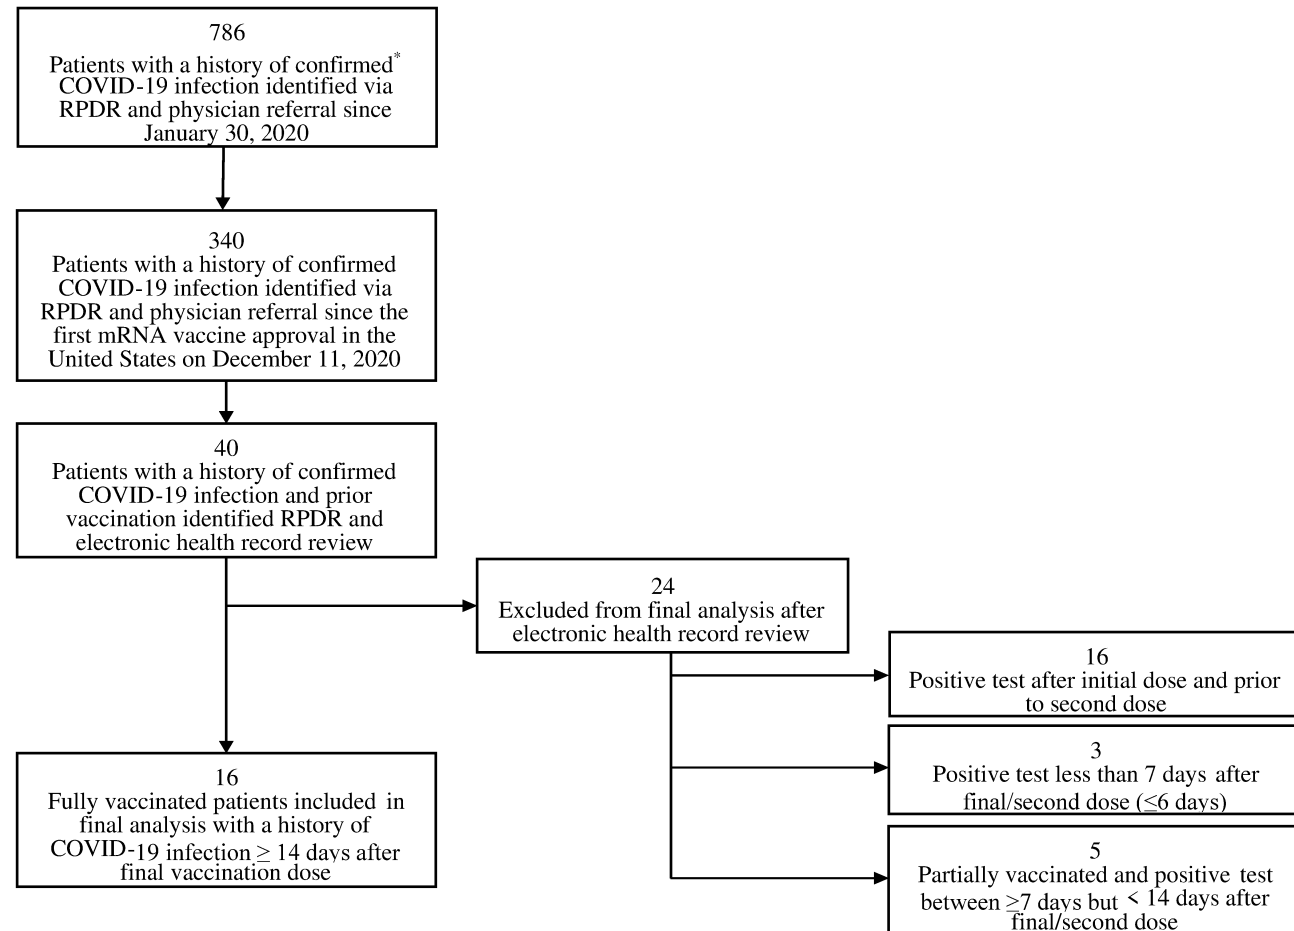 786
Patients with a history of confirmed*
COVID-19 infection identified via
RPDR and physician referral since
January 30, 2020
340
Patients with a history of confirmed
COVID-19 infection identified via
RPDR and physician referral since the
first mRNA vaccine approval in the
United States on December 11, 2020
40
Patients with a history of confirmed
COVID-19 infection and prior
vaccination identified RPDR and
electronic health record review
24
Excluded from final analysis after
electronic health record review
16
Positive test after initial dose and prior
to second dose
3
Positive test less than 7 days after
final/second dose (≤6 days)
5
Partially vaccinated and positive test
between ≥7 days but < 14 days after
final/second dose
16
Fully vaccinated patients included in
final analysis with a history of
COVID-19 infection ≥ 14 days after
final vaccination dose